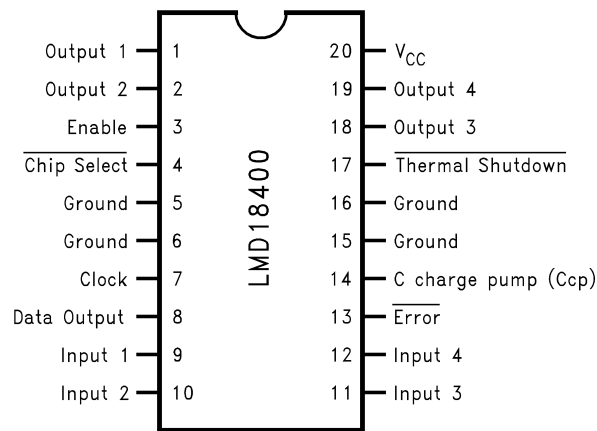 Output 1 1 20 VCC
Output 2 2 19 Output 4
Enable 3 18 Output 3
Chip Select 4 17 Thermal Shutdown
Ground 5 16 Ground
Ground 6 15 Ground
Clock 7 14 C charge pump (Ccp)
Data Output 8 13 Error
Input 1 9 12 Input 4
Input 2 10 11 Input 3
LMD18400